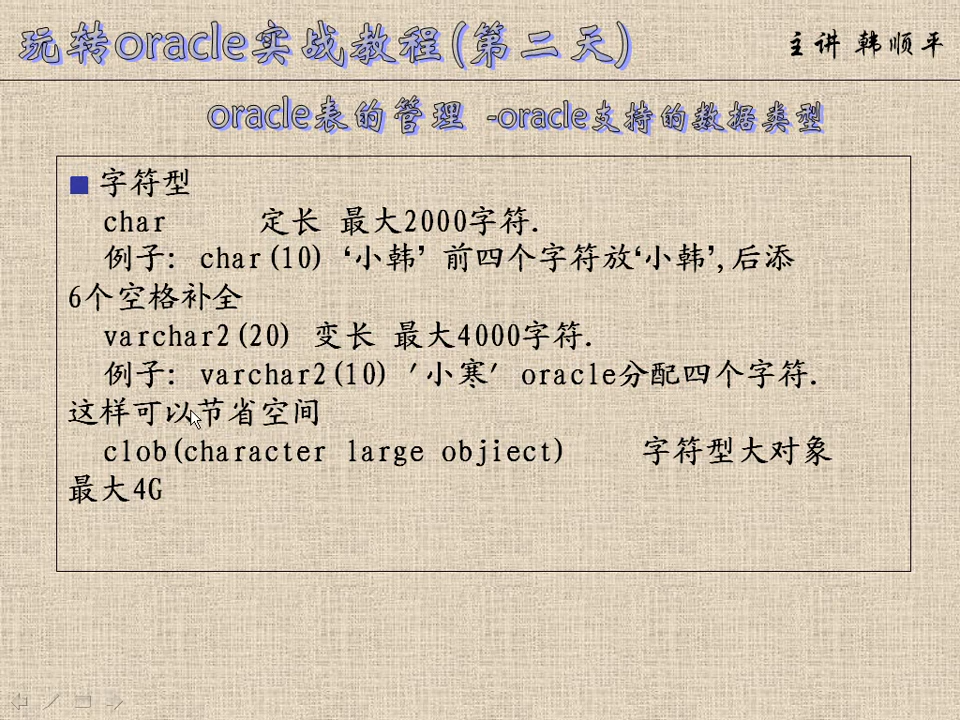 玩转oracle实战教程(第二天)
主讲 韩顺平
oracle表的管理 -oracle支持的数据类型
字符型
char 定长 最大2000字符.
例子: char(10) ‘小韩’ 前四个字符放‘小韩’,后添
6个空格补全
varchar2(20) 变长 最大4000字符.
例子: varchar2(10) '小寒' oracle分配四个字符.
这样可以节省空间
clob(character large objiect) 字符型大对象
最大4G